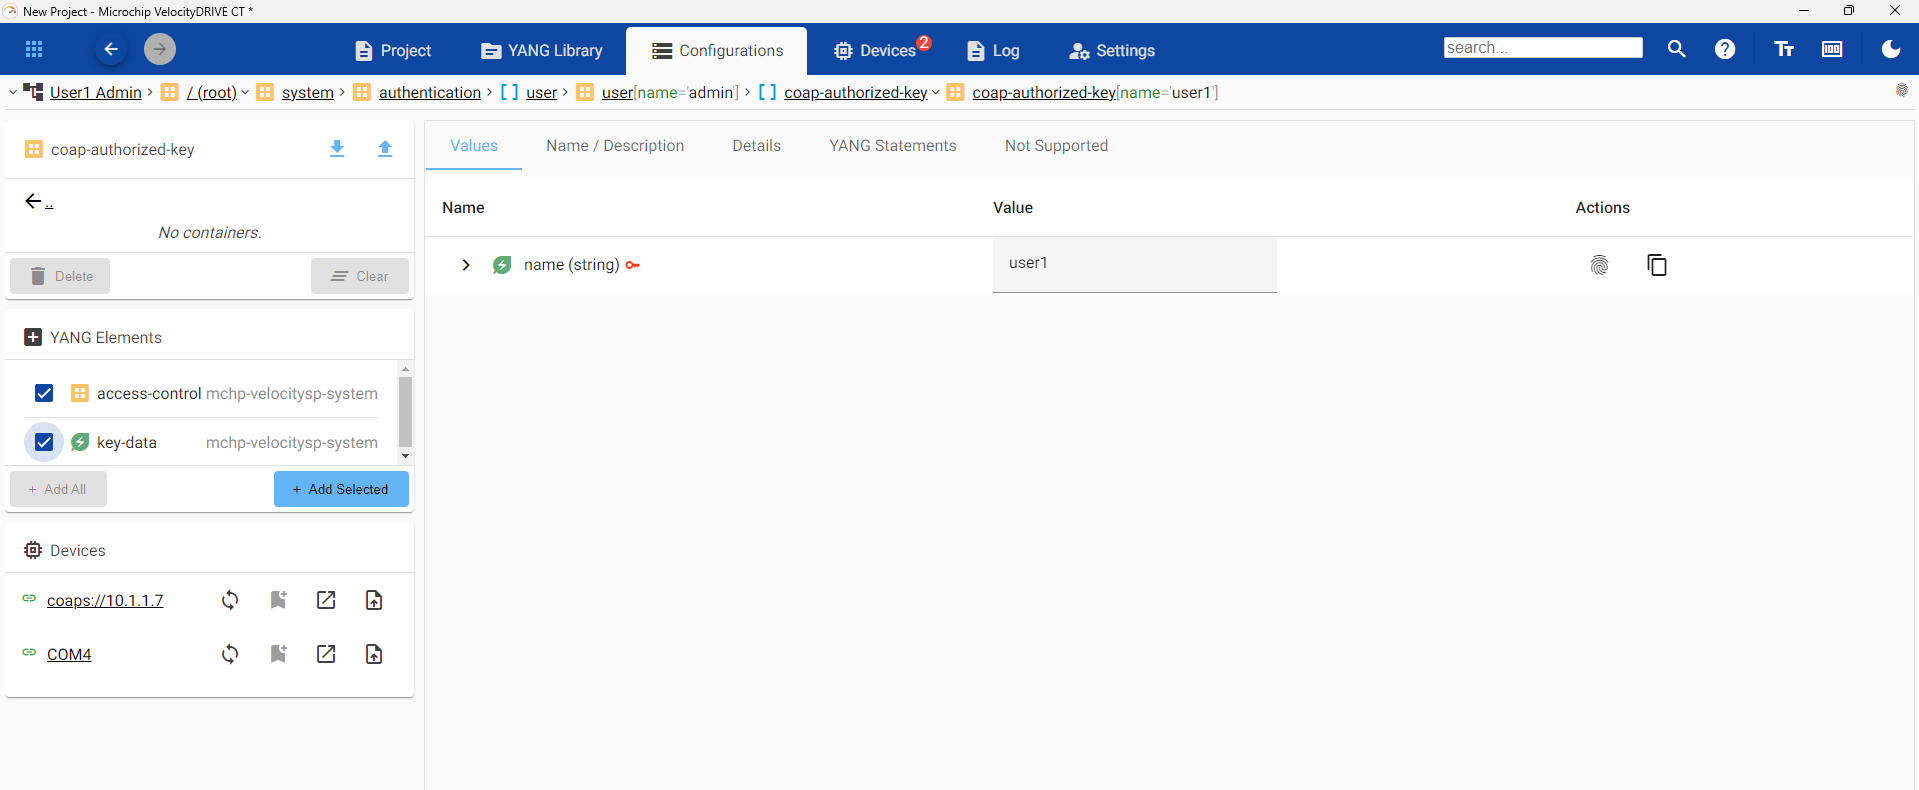 New Project - Microchip VelocityDRIVE CT *
Project YANG Library Configurations Devices 2 Log Settings search...
User1 Admin / (root) system authentication user user[name='admin'] coap-authorized-key coap-authorized-key[name='user1']
coap-authorized-key
..
No containers.
Delete Clear
YANG Elements
access-control mchp-velocitysp-system
key-data mchp-velocitysp-system
+ Add All + Add Selected
Devices
coaps://10.1.1.7
COM4
Values Name / Description Details YANG Statements Not Supported
Name Value Actions
name (string) user1